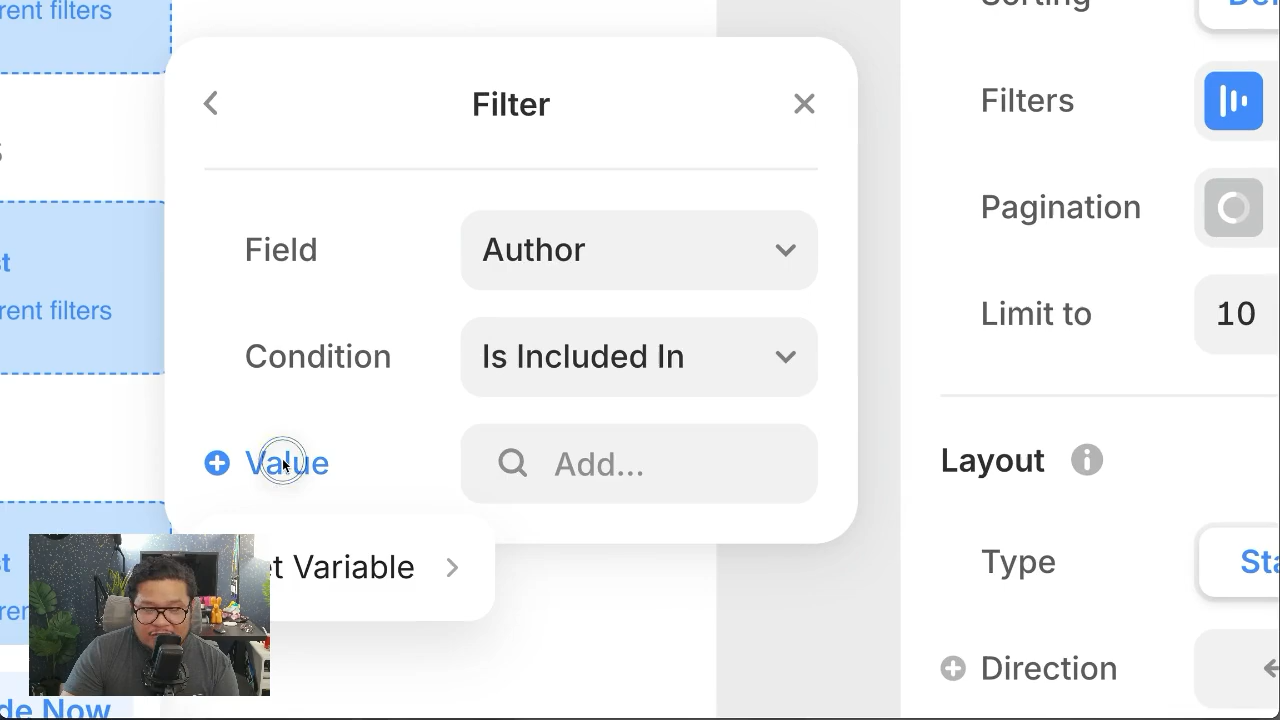 rent filters
Filter
Field
Author
Condition
Is Included In
Value
Add...
t Variable
rent filters
de Now
Filters
Pagination
Limit to
10
Layout
Type
Direction